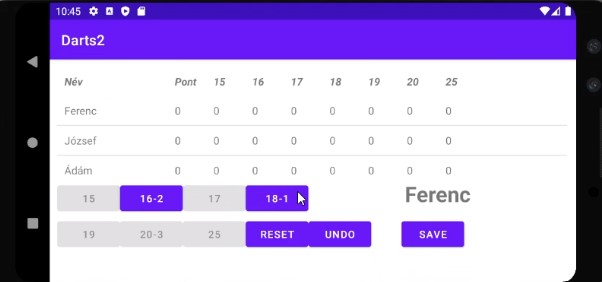 10:45
Darts2
Név Pont 15 16 17 18 19 20 25
Ferenc 0 0 0 0 0 0 0 0
József 0 0 0 0 0 0 0 0
Ádám 0 0 0 0 0 0 0 0
15 16-2 17 18-1 Ferenc
19 20-3 25 RESET UNDO SAVE